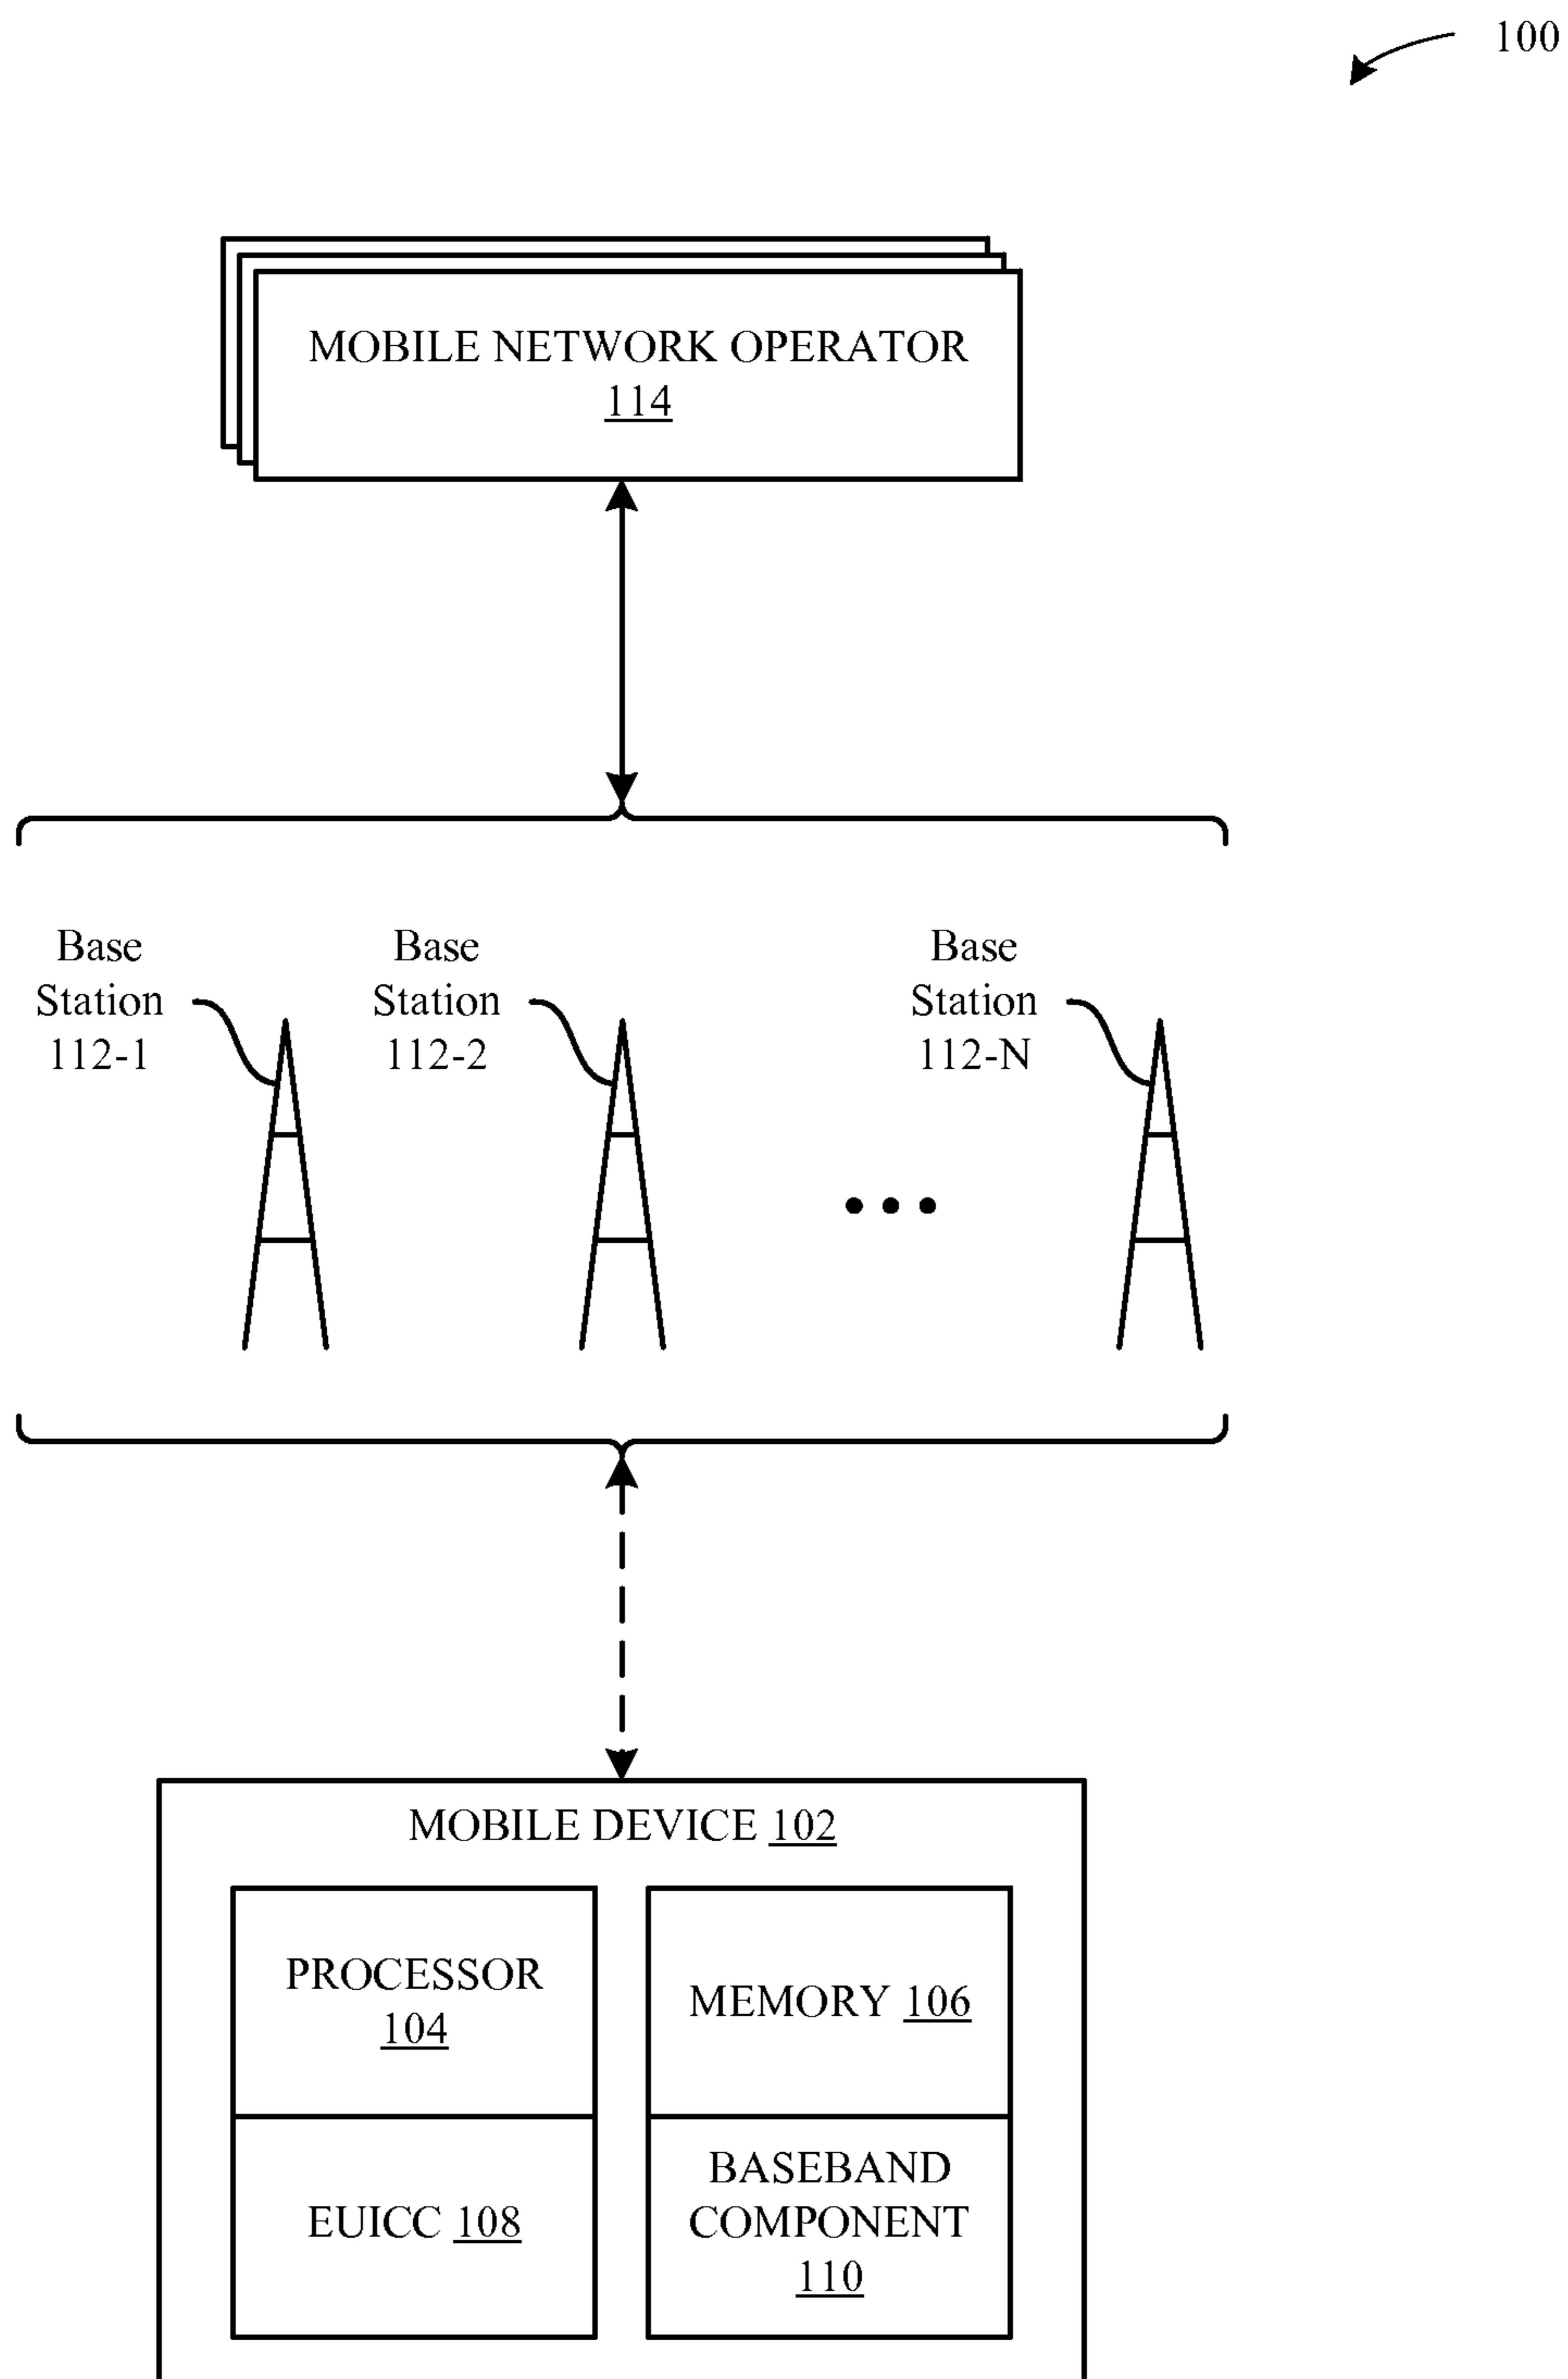 100
MOBILE NETWORK OPERATOR
114
Base
Station
112-1
Base
Station
112-2
Base
Station
112-N
MOBILE DEVICE 102
PROCESSOR
104
MEMORY 106
EUICC 108
BASEBAND
COMPONENT
110